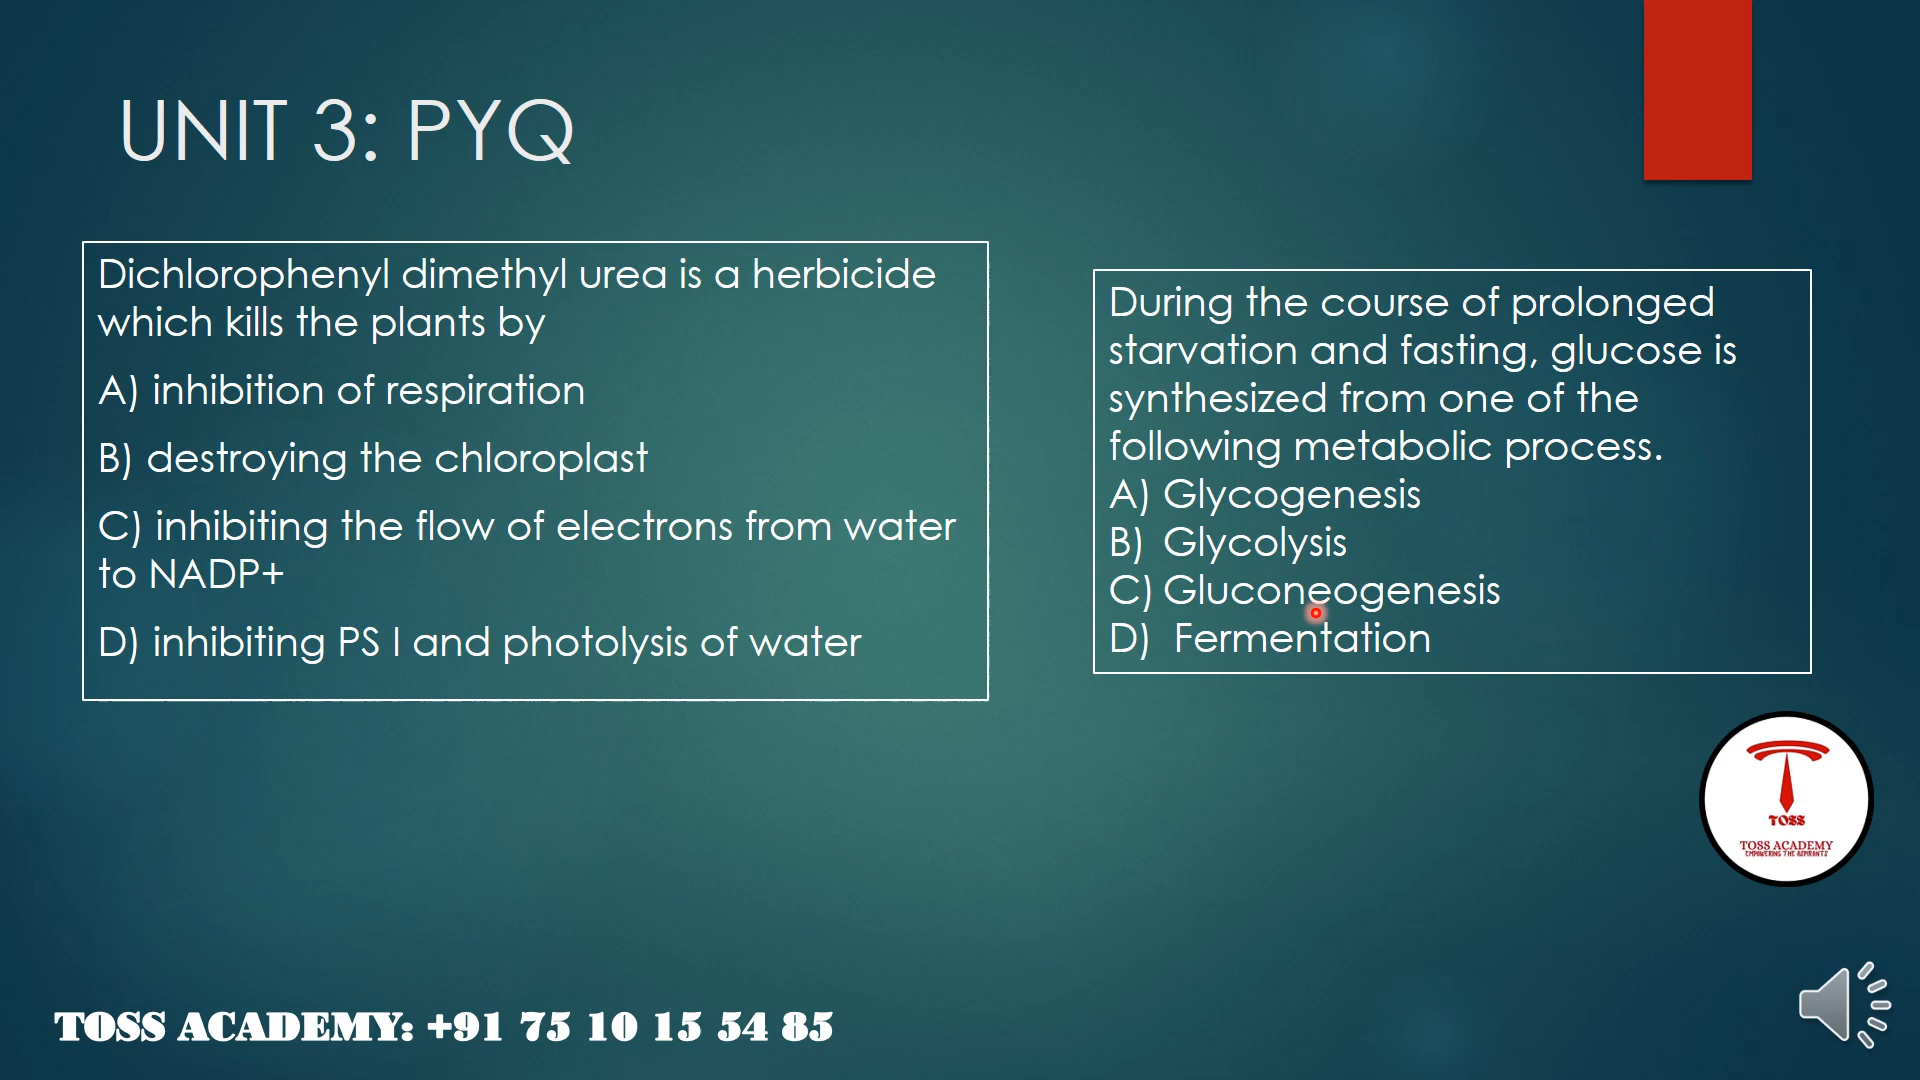 UNIT 3: PYQ
Dichlorophenyl dimethyl urea is a herbicide
which kills the plants by
A) inhibition of respiration
B) destroying the chloroplast
C) inhibiting the flow of electrons from water
to NADP+
D) inhibiting PS I and photolysis of water
During the course of prolonged
starvation and fasting, glucose is
synthesized from one of the
following metabolic process.
A) Glycogenesis
B) Glycolysis
C) Gluconeogenesis
D) Fermentation
TOSS
TOSS ACADEMY
EMPOWERING THE ASPIRANTS
TOSS ACADEMY: +91 75 10 15 54 85